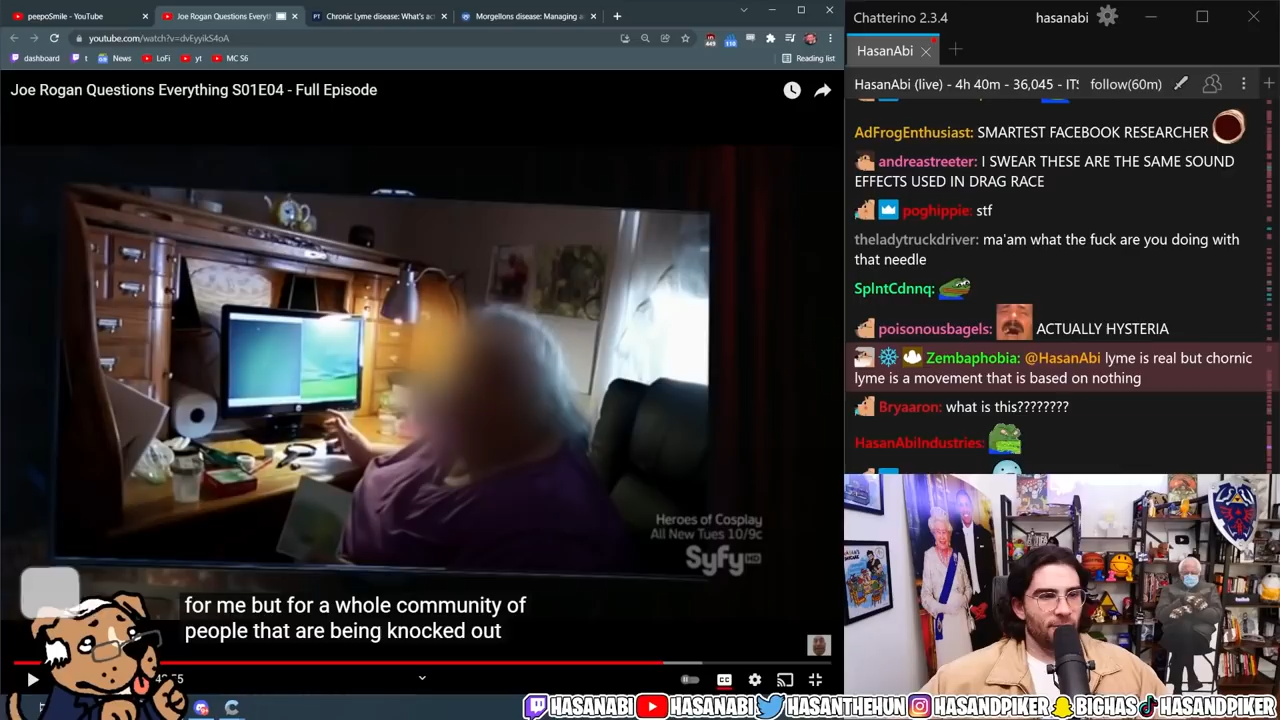 peepoSmile - YouTube
Joe Rogan Questions Everyt
Chronic Lyme disease: What's ac
Morgellons disease: Managing a
youtube.com/watch?v=dvEyyikS4oA
449
110
dashboard
t
News
LoFi
yt
MC S6
Reading list
Joe Rogan Questions Everything S01E04 - Full Episode
Heroes of Cosplay
All New Tues 10/9c
Syfy HD
for me but for a whole community of
people that are being knocked out
CC
Chatterino 2.3.4
hasanabi
HasanAbi
HasanAbi (live) - 4h 40m - 36,045 - IT'S
follow(60m)
AdFrogEnthusiast: SMARTEST FACEBOOK RESEARCHER
andreastreeter: I SWEAR THESE ARE THE SAME SOUND
EFFECTS USED IN DRAG RACE
poghippie: stf
theladytruckdriver: ma'am what the fuck are you doing with
that needle
SplntCdnnq:
poisonousbagels: ACTUALLY HYSTERIA
Zembaphobia: @HasanAbi lyme is real but chornic
lyme is a movement that is based on nothing
Bryaaron: what is this????????
HasanAbiIndustries:
HASANABI
HASANABI
HASANTHEHUN
HASANDPIKER
BIGHAS
HASANDPIKER